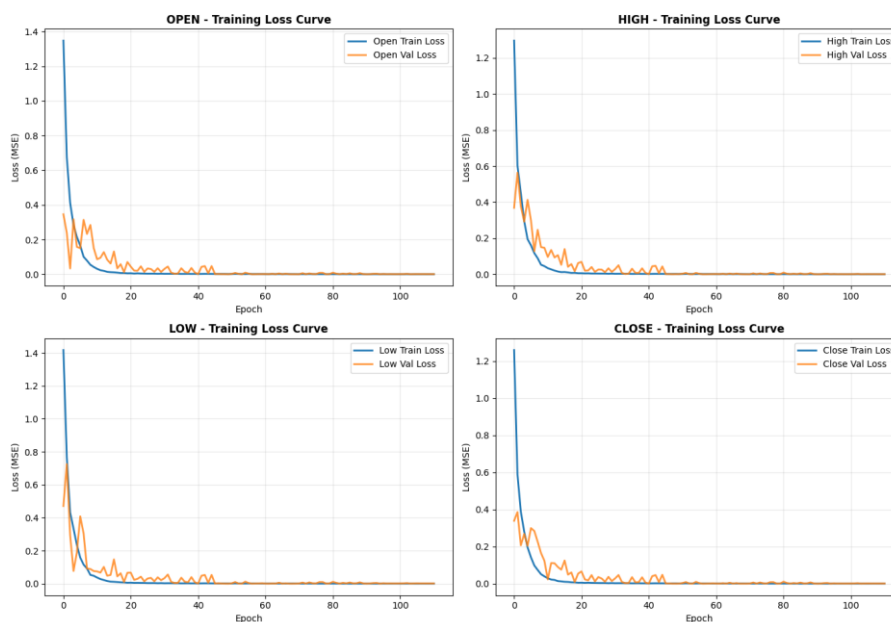 OPEN - Training Loss Curve
Open Train Loss
Open Val Loss
Loss (MSE)
1.4
1.2
1.0
0.8
0.6
0.4
0.2
0.0
0 20 40 60 80 100
Epoch
HIGH - Training Loss Curve
High Train Loss
High Val Loss
Loss (MSE)
1.2
1.0
0.8
0.6
0.4
0.2
0.0
0 20 40 60 80 100
Epoch
LOW - Training Loss Curve
Low Train Loss
Low Val Loss
Loss (MSE)
1.4
1.2
1.0
0.8
0.6
0.4
0.2
0.0
0 20 40 60 80 100
Epoch
CLOSE - Training Loss Curve
Close Train Loss
Close Val Loss
Loss (MSE)
1.2
1.0
0.8
0.6
0.4
0.2
0.0
0 20 40 60 80 100
Epoch